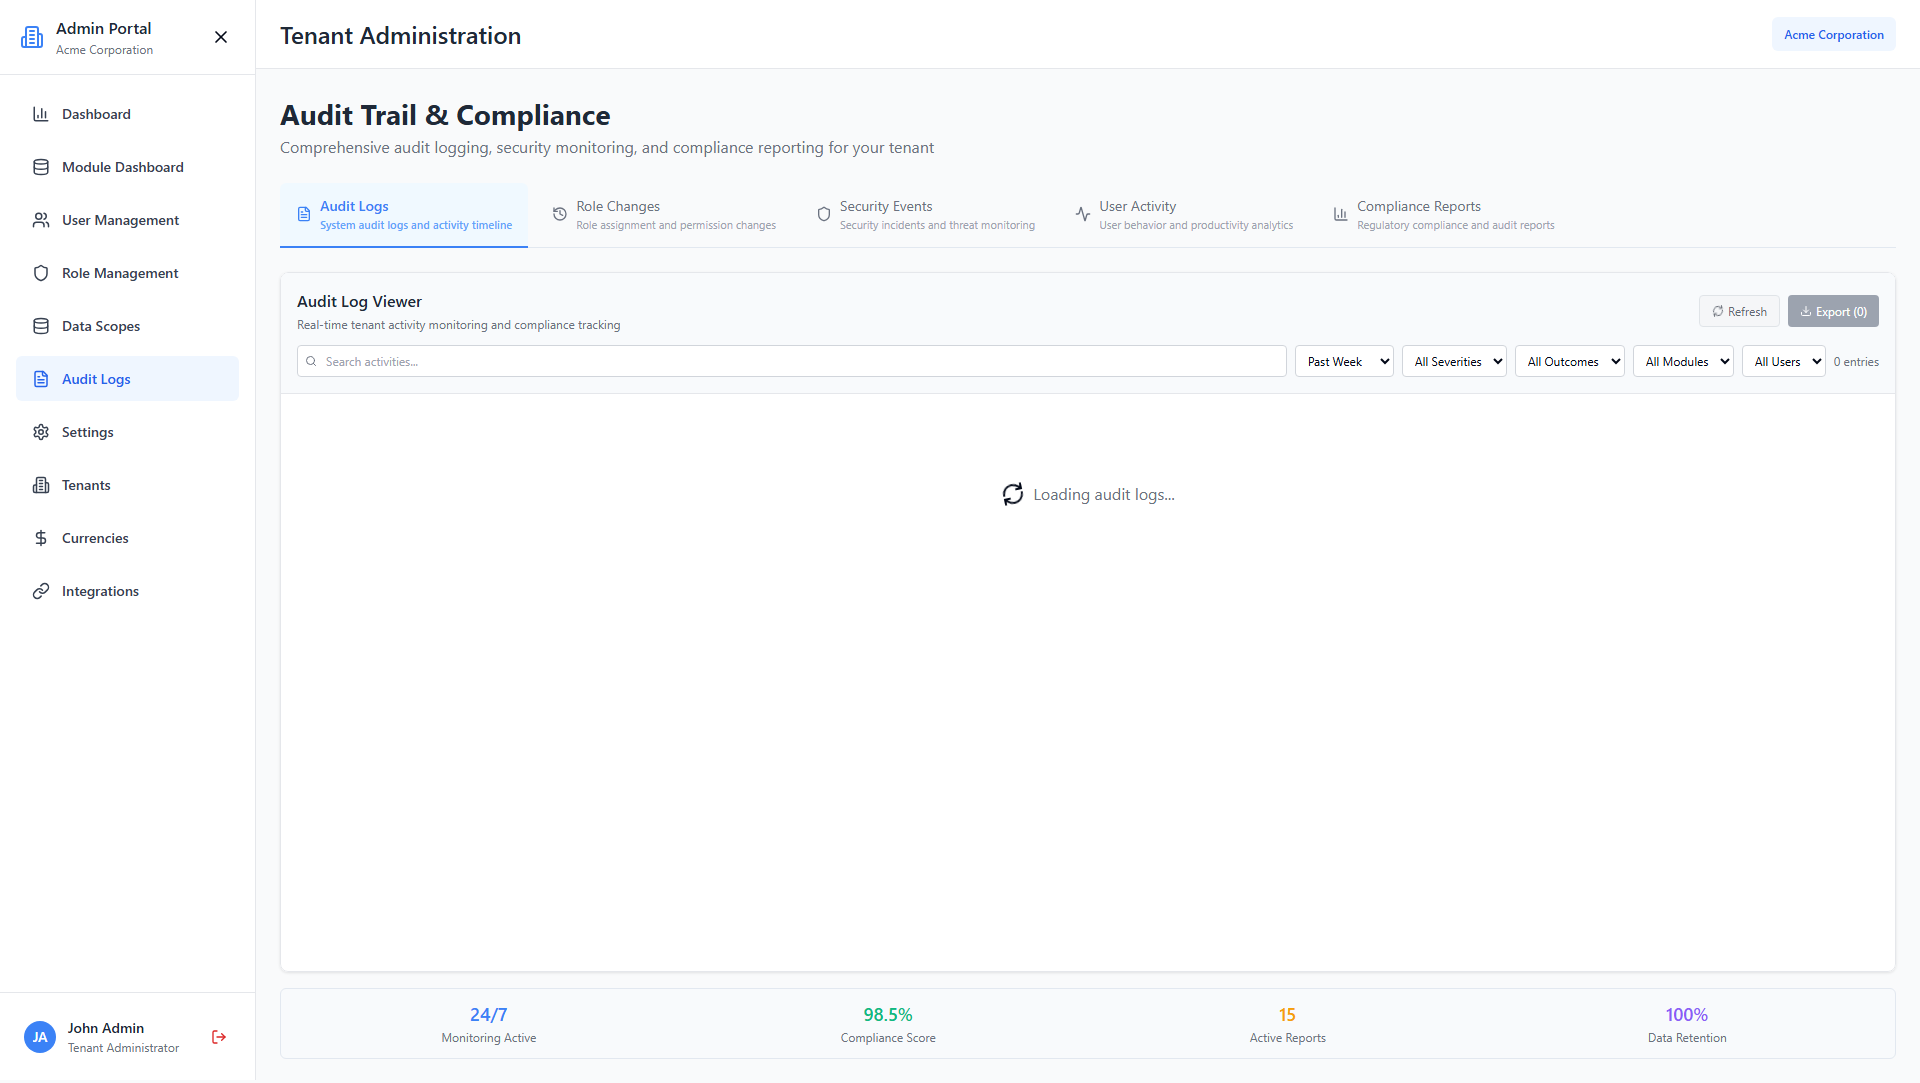 Admin Portal
Acme Corporation
Dashboard
Module Dashboard
User Management
Role Management
Data Scopes
Audit Logs
Settings
Tenants
Currencies
Integrations
JA
John Admin
Tenant Administrator
Tenant Administration
Acme Corporation
Audit Trail & Compliance
Comprehensive audit logging, security monitoring, and compliance reporting for your tenant
Audit Logs
System audit logs and activity timeline
Role Changes
Role assignment and permission changes
Security Events
Security incidents and threat monitoring
User Activity
User behavior and productivity analytics
Compliance Reports
Regulatory compliance and audit reports
Audit Log Viewer
Real-time tenant activity monitoring and compliance tracking
Refresh
Export (0)
Search activities...
Past Week
All Severities
All Outcomes
All Modules
All Users
0 entries
Loading audit logs...
24/7
Monitoring Active
98.5%
Compliance Score
15
Active Reports
100%
Data Retention